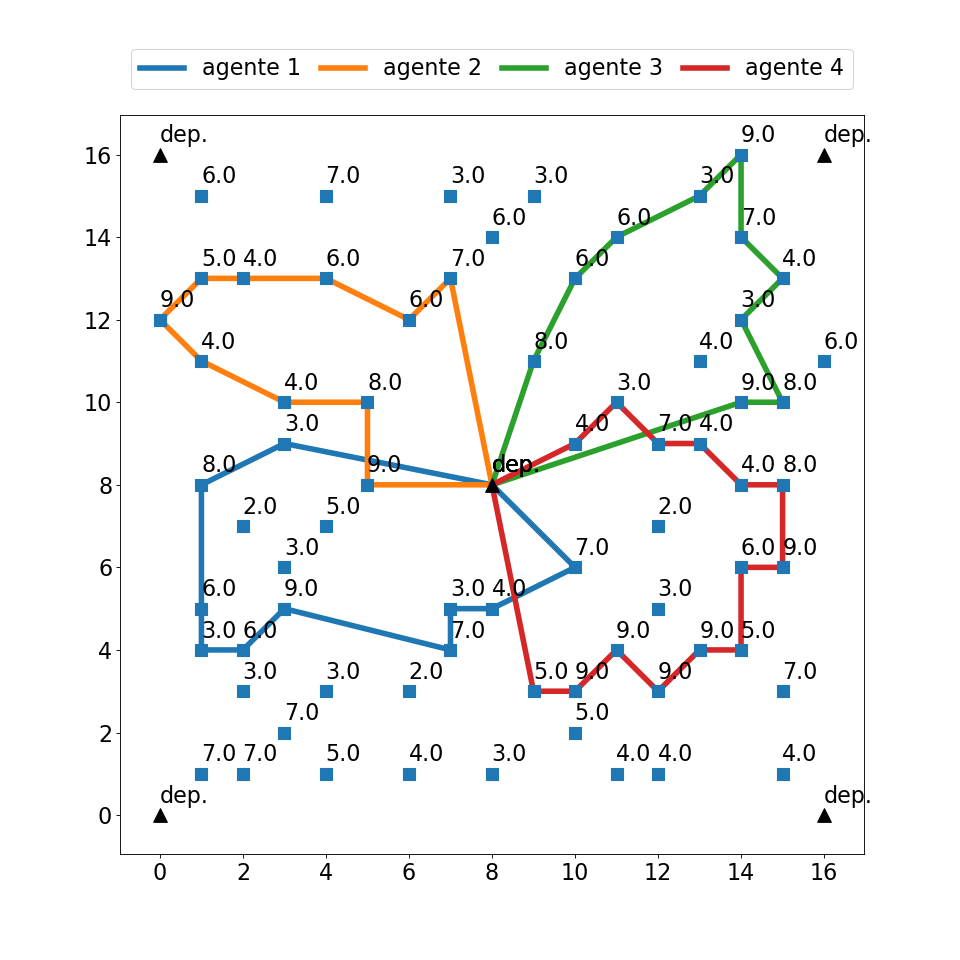 agente 1 agente 2 agente 3 agente 4
dep. 9.0 dep.
16
6.0 7.0 3.0 3.0 3.0
6.0 6.0 7.0
14
5.0 4.0 6.0 7.0 6.0 4.0
9.0 6.0 3.0
12
4.0 8.0 4.0 6.0
4.0 8.0 3.0 9.0 8.0
10
3.0 4.0 7.0 4.0
8.0 9.0 dep. dep. 4.0 8.0
8
2.0 5.0 2.0
3.0 7.0 6.0 9.0
6
6.0 9.0 3.0 4.0 3.0
3.0 6.0 7.0 9.0 9.0 5.0
4
3.0 3.0 2.0 5.0 9.0 9.0 7.0
7.0 5.0
2
7.0 7.0 5.0 4.0 3.0 4.0 4.0 4.0
dep. dep.
0
0 2 4 6 8 10 12 14 16